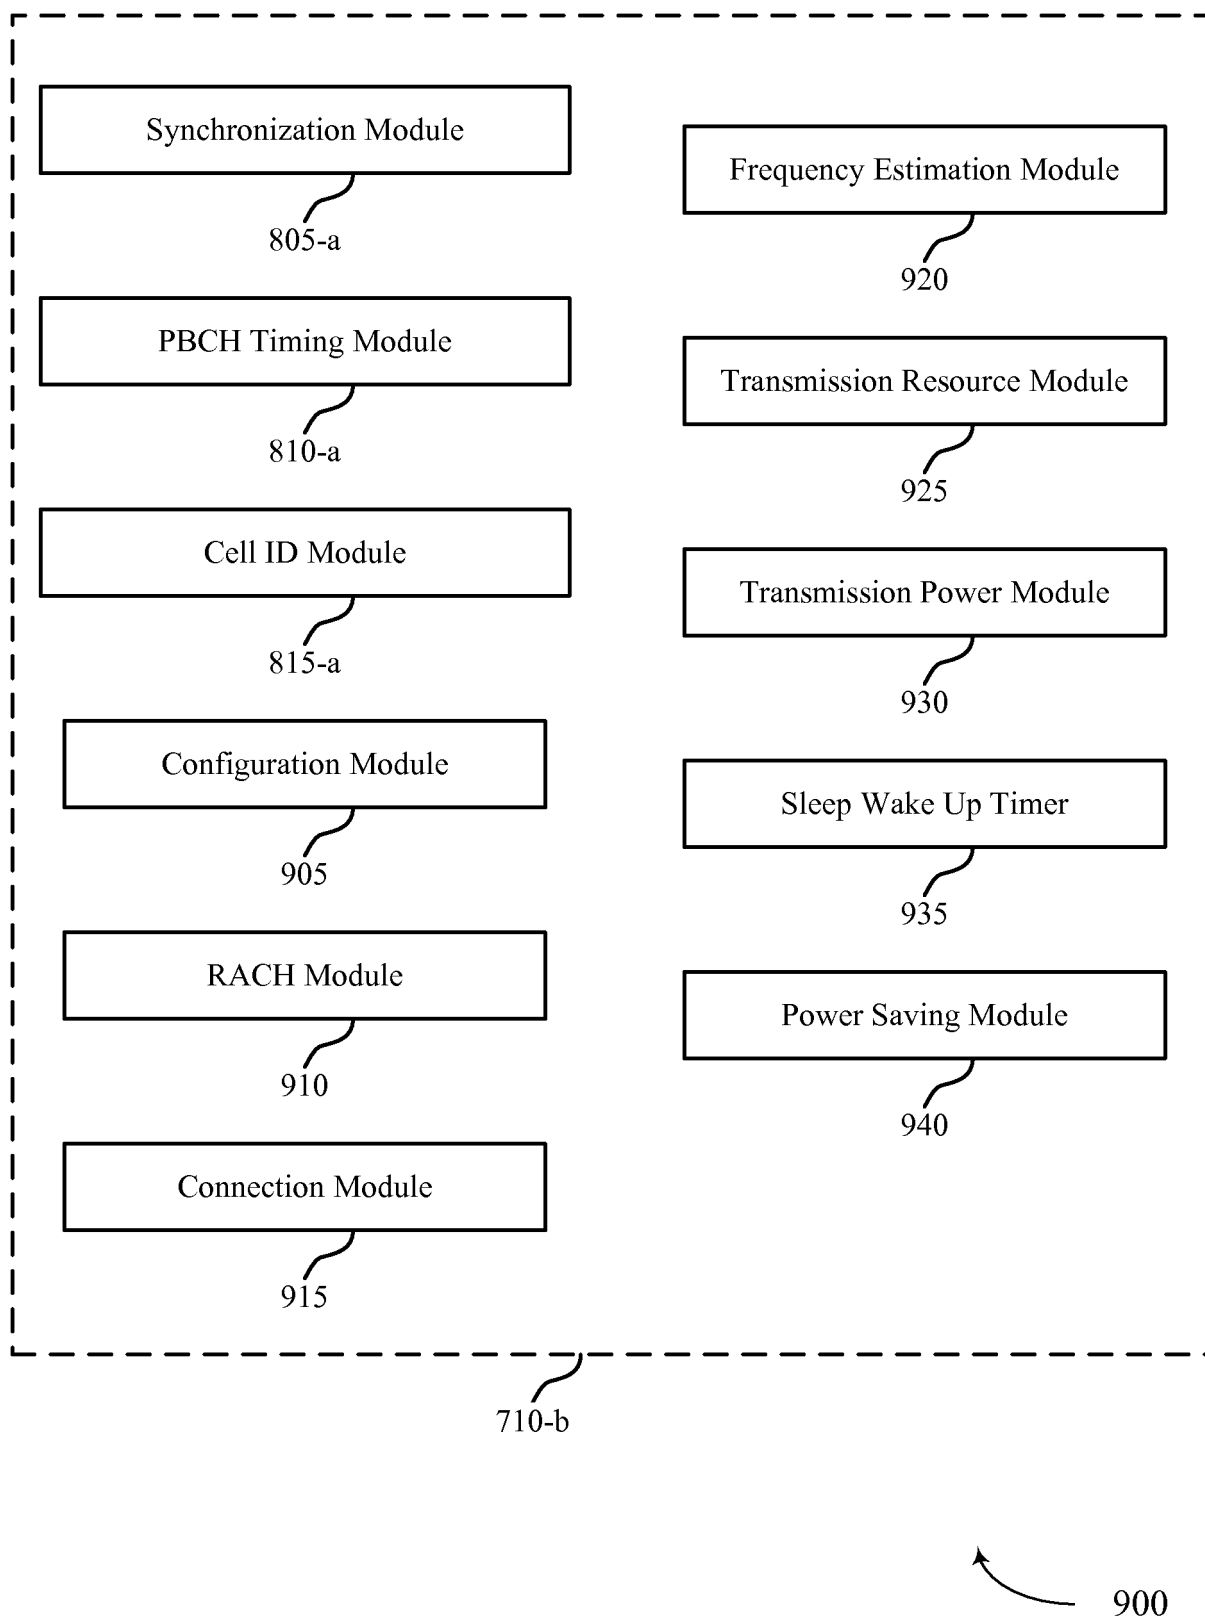 Synchronization Module
805-a
PBCH Timing Module
810-a
Cell ID Module
815-a
Configuration Module
905
RACH Module
910
Connection Module
915
Frequency Estimation Module
920
Transmission Resource Module
925
Transmission Power Module
930
Sleep Wake Up Timer
935
Power Saving Module
940
710-b
900